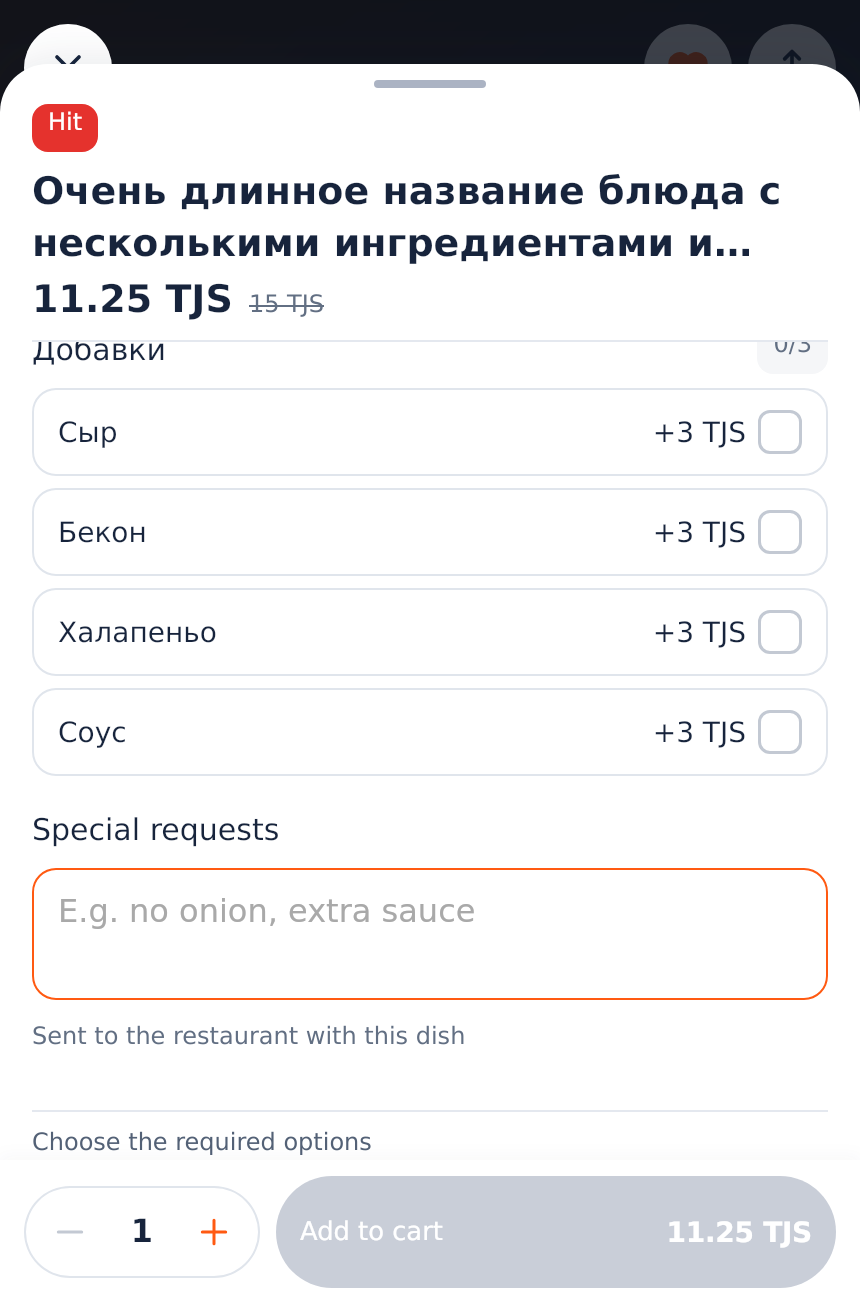 Hit
Очень длинное название блюда с
несколькими ингредиентами и…
11.25 TJS 15 TJS
Добавки 0/3
Сыр +3 TJS
Бекон +3 TJS
Халапеньо +3 TJS
Соус +3 TJS
Special requests
E.g. no onion, extra sauce
Sent to the restaurant with this dish
Choose the required options
1 Add to cart 11.25 TJS